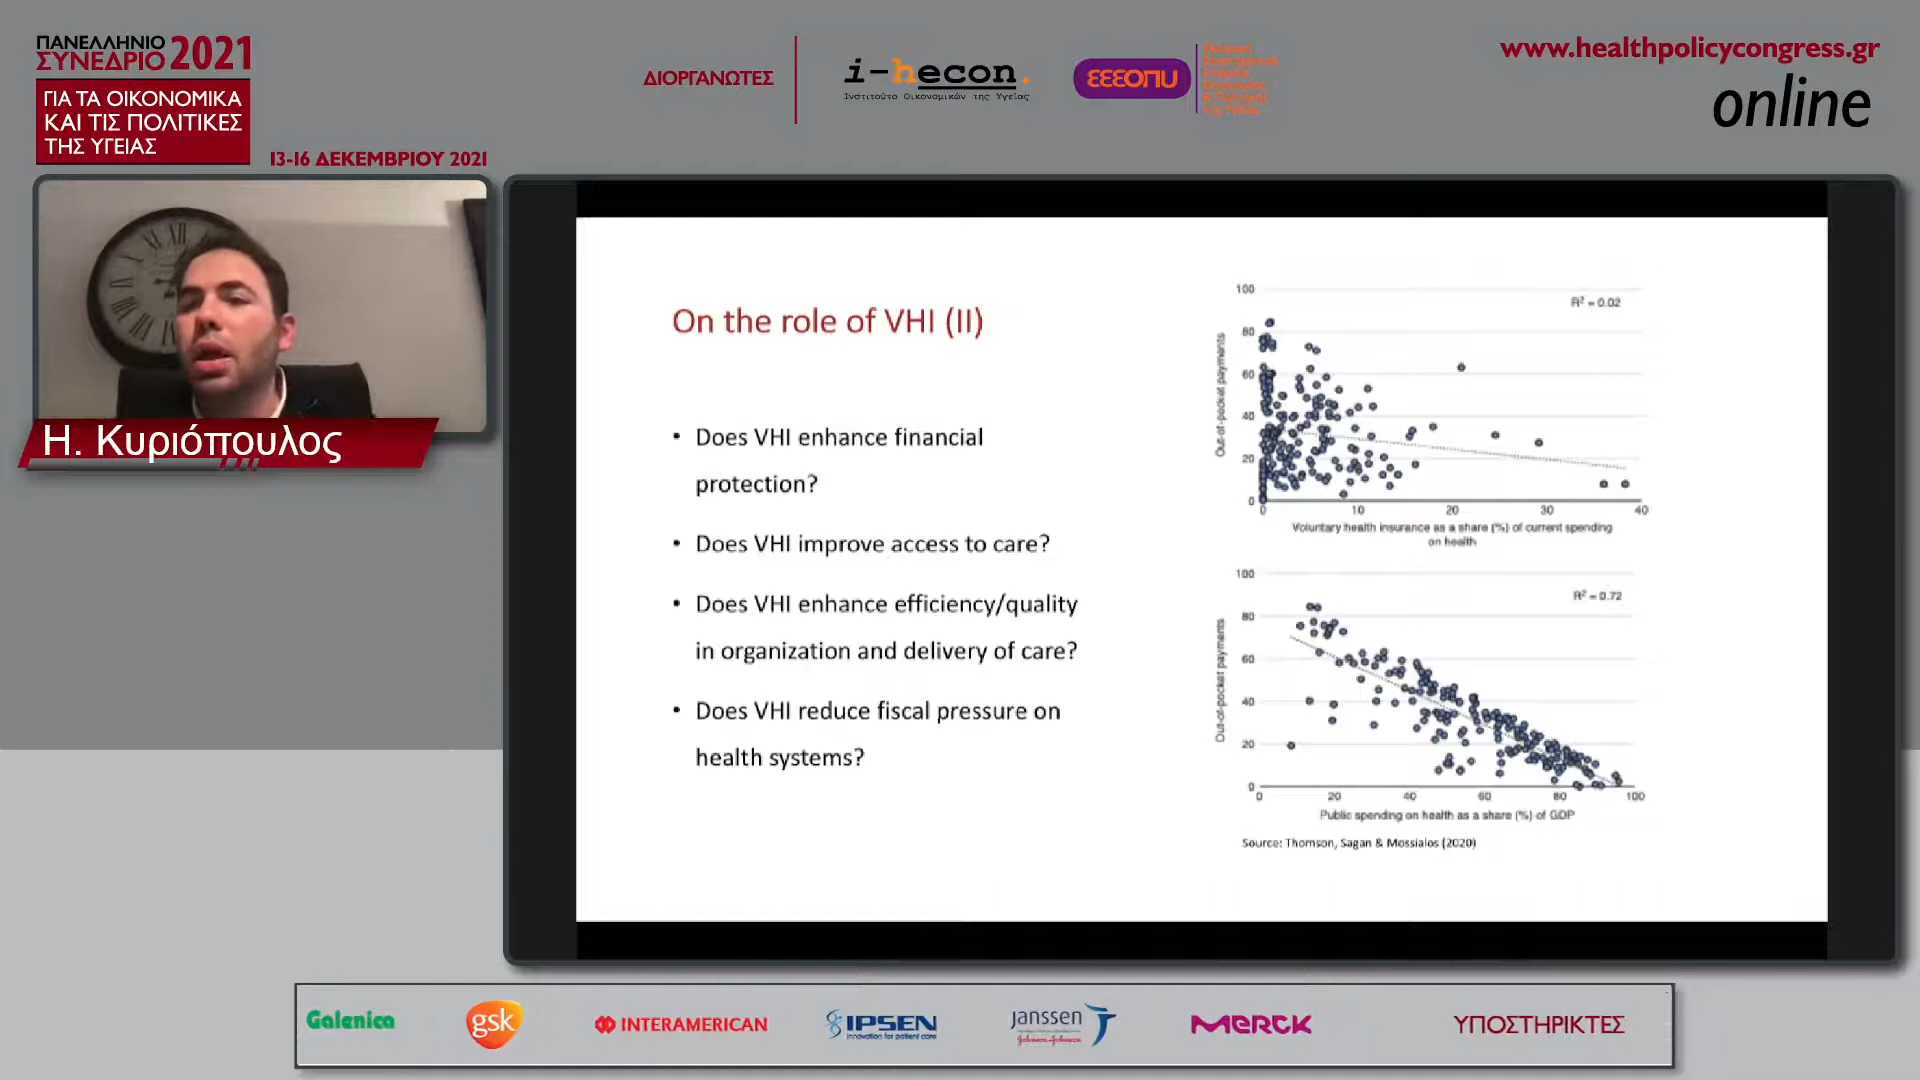 ΠΑΝΕΛΛΗΝΙΟ
ΣΥΝΕΔΡΙΟ 2021
ΓΙΑ ΤΑ ΟΙΚΟΝΟΜΙΚΑ
ΚΑΙ ΤΙΣ ΠΟΛΙΤΙΚΕΣ
ΤΗΣ ΥΓΕΙΑΣ
13-16 ΔΕΚΕΜΒΡΙΟΥ 2021
ΔΙΟΡΓΑΝΩΤΕΣ
i-hecon.
Ινστιτούτο Οικονομικών της Υγείας
εεεοπυ
www.healthpolicycongress.gr
online
Η. Κυριόπουλος
On the role of VHI (II)
• Does VHI enhance financial
protection?
• Does VHI improve access to care?
• Does VHI enhance efficiency/quality
in organization and delivery of care?
• Does VHI reduce fiscal pressure on
health systems?
100
80
60
40
20
0
R² = 0.02
Out-of-pocket payments
0 10 20 30 40
Voluntary health insurance as a share (%) of current spending
on health
100
80
60
40
20
0
R² = 0.72
Out-of-pocket payments
0 20 40 60 80 100
Public spending on health as a share (%) of GDP
Source: Thomson, Sagan & Mossialos (2020)
Galenica
gsk
INTERAMERICAN
IPSEN
Innovation for patient care
janssen
Johnson & Johnson
MERCK
ΥΠΟΣΤΗΡΙΚΤΕΣ